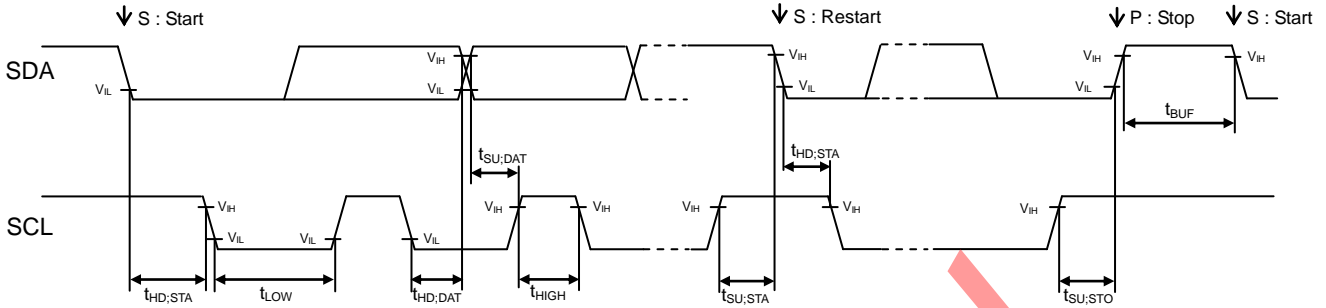 S : Start
S : Restart
P : Stop
S : Start
SDA
VIL
VIH
VIL
VIH
VIL
VIH
VIL
VIH
tBUF
tSU;DAT
tHD;STA
SCL
VIH
VIL
VIL
VIL
VIH
VIH
VIH
VIH
VIH
tHD;STA
tLOW
tHD;DAT
tHIGH
tSU;STA
tSU;STO